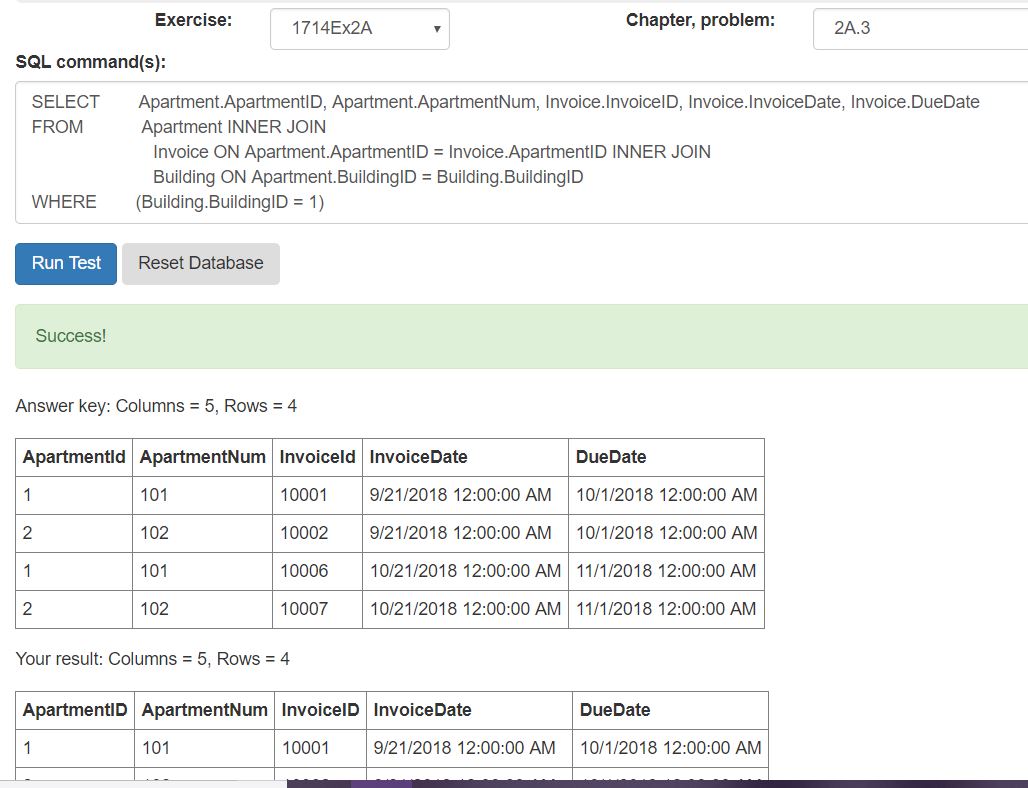 Exercise: 1714Ex2A Chapter, problem: 2A.3
SQL command(s):
SELECT Apartment.ApartmentID, Apartment.ApartmentNum, Invoice.InvoiceID, Invoice.InvoiceDate, Invoice.DueDate
FROM Apartment INNER JOIN
Invoice ON Apartment.ApartmentID = Invoice.ApartmentID INNER JOIN
Building ON Apartment.BuildingID = Building.BuildingID
WHERE (Building.BuildingID = 1)
Run Test Reset Database
Success!
Answer key: Columns = 5, Rows = 4
ApartmentId ApartmentNum InvoiceId InvoiceDate DueDate
1 101 10001 9/21/2018 12:00:00 AM 10/1/2018 12:00:00 AM
2 102 10002 9/21/2018 12:00:00 AM 10/1/2018 12:00:00 AM
1 101 10006 10/21/2018 12:00:00 AM 11/1/2018 12:00:00 AM
2 102 10007 10/21/2018 12:00:00 AM 11/1/2018 12:00:00 AM
Your result: Columns = 5, Rows = 4
ApartmentID ApartmentNum InvoiceID InvoiceDate DueDate
1 101 10001 9/21/2018 12:00:00 AM 10/1/2018 12:00:00 AM